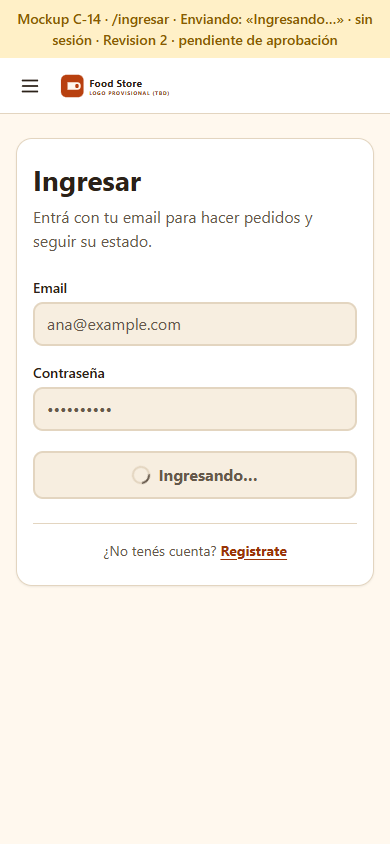 Mockup C-14 · /ingresar · Enviando: «Ingresando…» · sin
sesión · Revision 2 · pendiente de aprobación
Food Store
LOGO PROVISIONAL (TBD)
Ingresar
Entrá con tu email para hacer pedidos y
seguir su estado.
Email
ana@example.com
Contraseña
••••••••••
Ingresando…
¿No tenés cuenta? Registrate